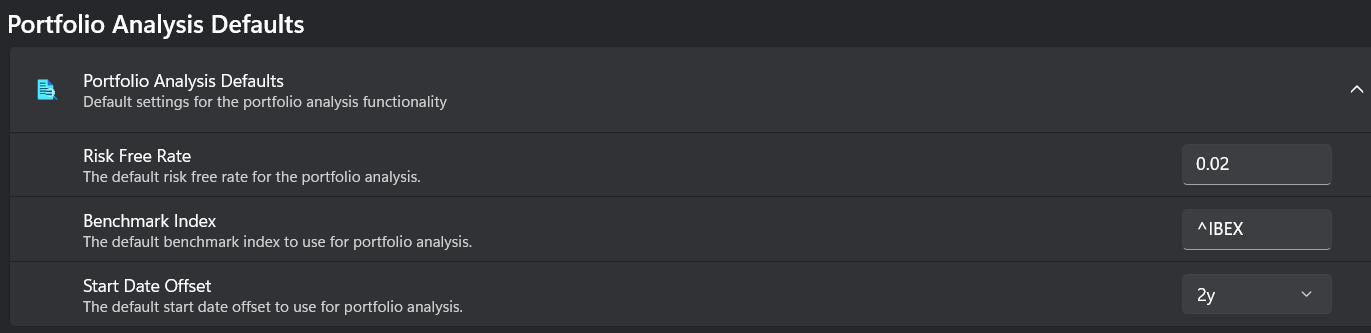 Portfolio Analysis Defaults
Portfolio Analysis Defaults
Default settings for the portfolio analysis functionality
Risk Free Rate
The default risk free rate for the portfolio analysis.
0.02
Benchmark Index
The default benchmark index to use for portfolio analysis.
^IBEX
Start Date Offset
The default start date offset to use for portfolio analysis.
2y